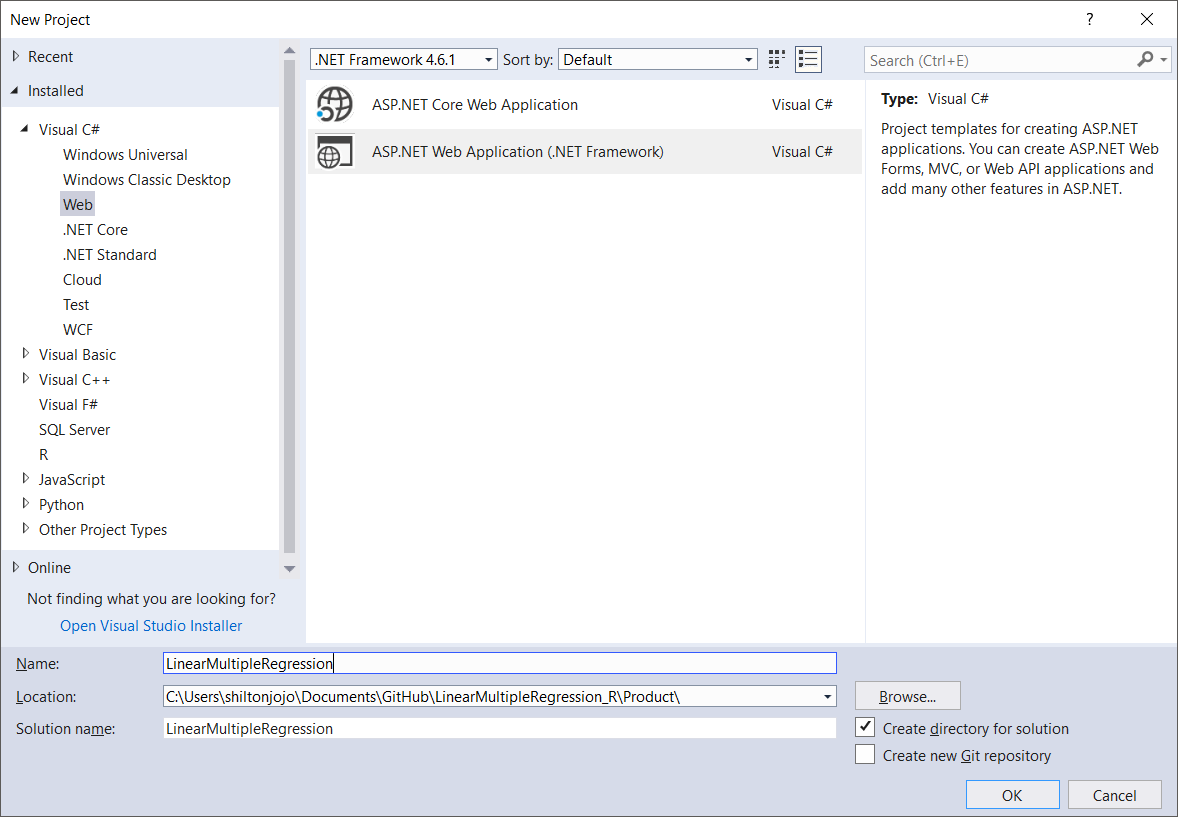 New Project
?
Recent
Installed
Visual C#
Windows Universal
Windows Classic Desktop
Web
.NET Core
.NET Standard
Cloud
Test
WCF
Visual Basic
Visual C++
Visual F#
SQL Server
R
JavaScript
Python
Other Project Types
Online
Not finding what you are looking for?
Open Visual Studio Installer
.NET Framework 4.6.1 Sort by: Default
ASP.NET Core Web Application Visual C#
ASP.NET Web Application (.NET Framework) Visual C#
Search (Ctrl+E)
Type: Visual C#
Project templates for creating ASP.NET
applications. You can create ASP.NET Web
Forms, MVC, or Web API applications and
add many other features in ASP.NET.
Name: LinearMultipleRegression
Location: C:\Users\shiltonjojo\Documents\GitHub\LinearMultipleRegression_R\Product\ Browse...
Solution name: LinearMultipleRegression
Create directory for solution
Create new Git repository
OK Cancel